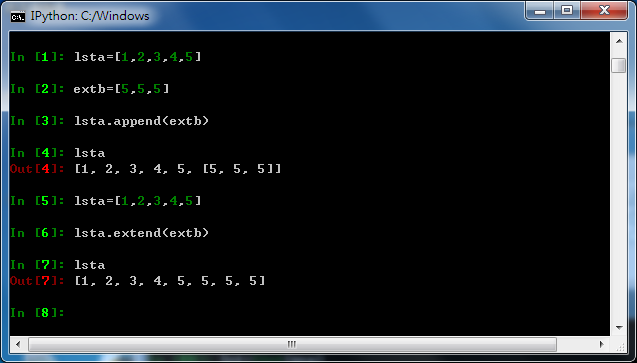 IPython: C:/Windows
In [1]: lsta=[1,2,3,4,5]
In [2]: extb=[5,5,5]
In [3]: lsta.append(extb)
In [4]: lsta
Out[4]: [1, 2, 3, 4, 5, [5, 5, 5]]
In [5]: lsta=[1,2,3,4,5]
In [6]: lsta.extend(extb)
In [7]: lsta
Out[7]: [1, 2, 3, 4, 5, 5, 5, 5]
In [8]: